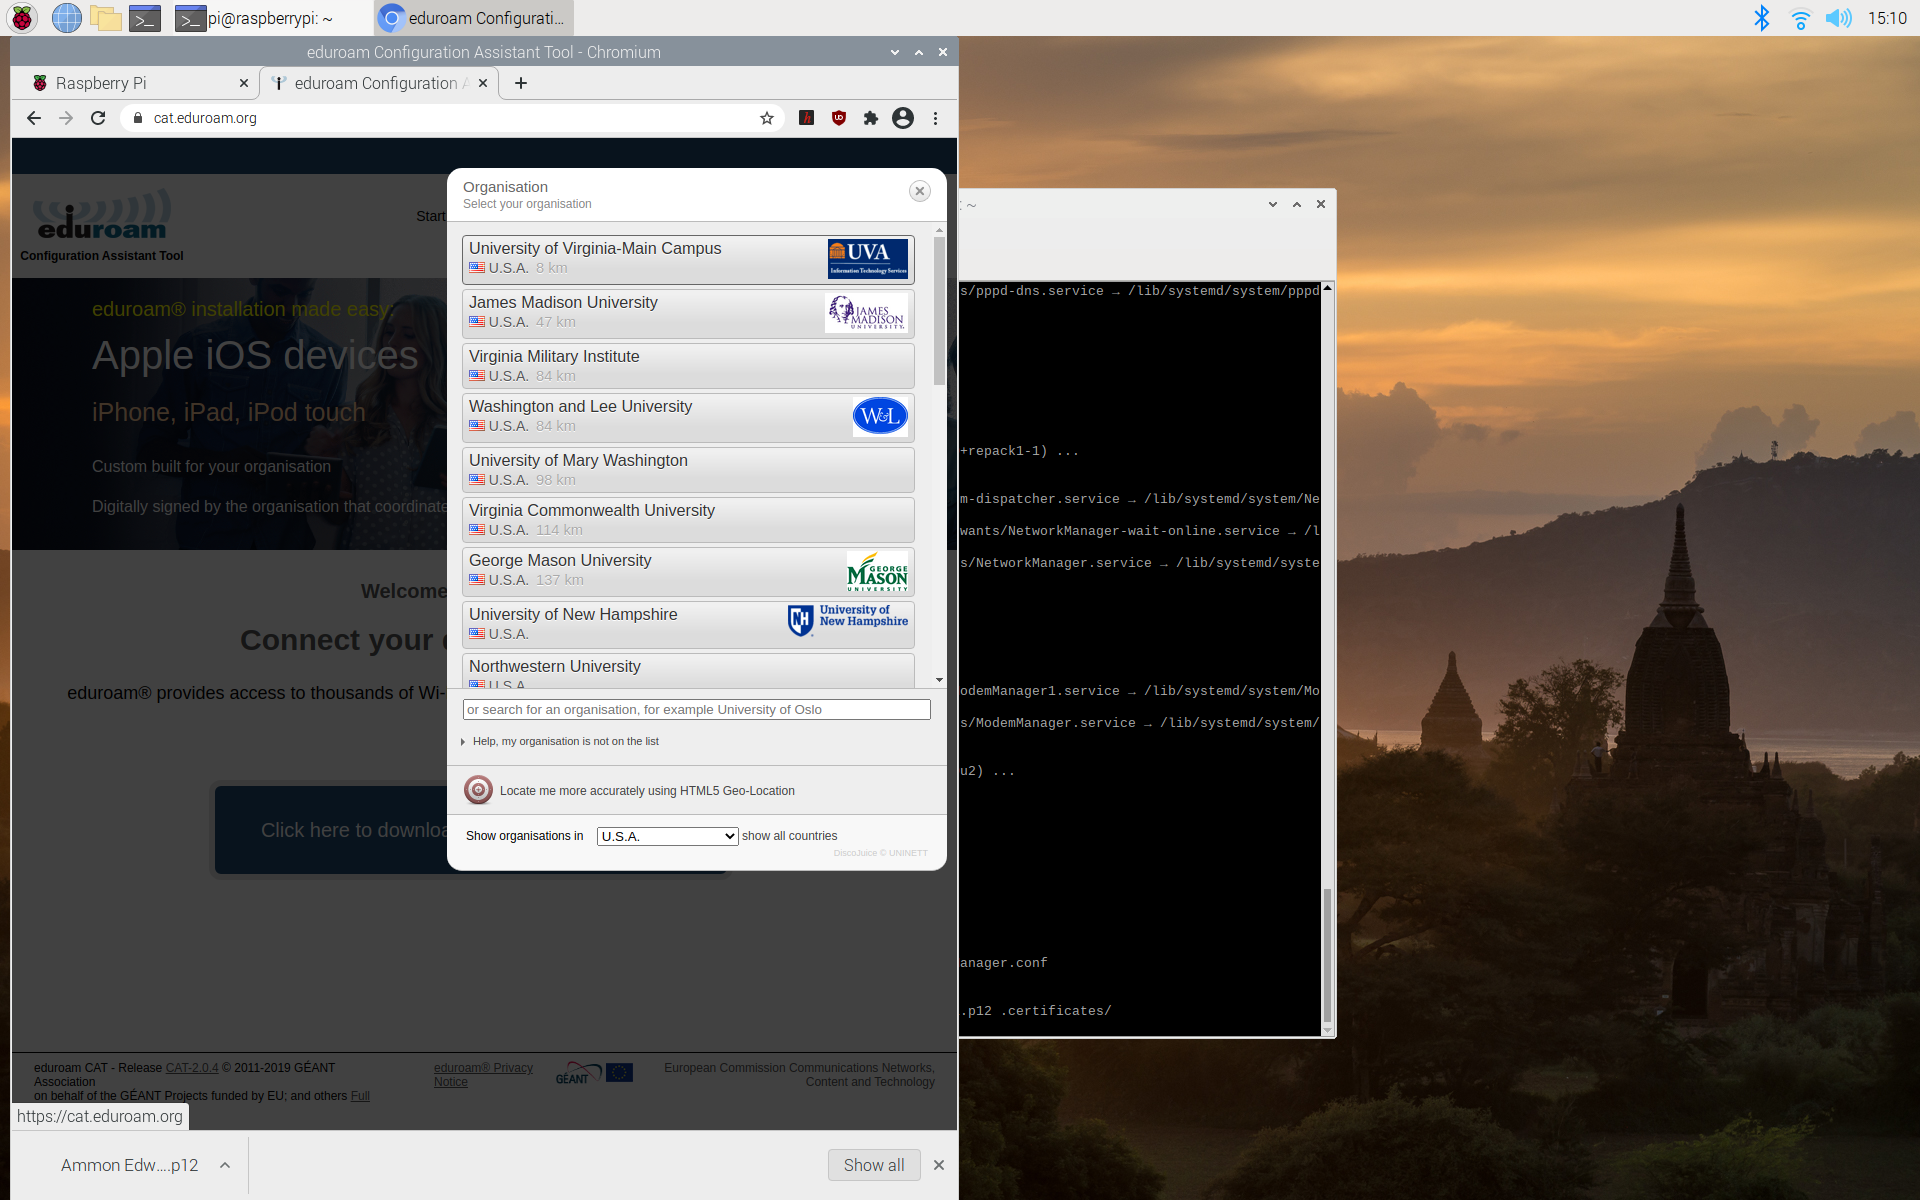 pi@raspberrypi: ~
eduroam Configurati…
15:10
eduroam Configuration Assistant Tool - Chromium
Raspberry Pi
eduroam Configuration
cat.eduroam.org
eduroam
Configuration Assistant Tool
Start
eduroam® installation made easy:
Apple iOS devices
iPhone, iPad, iPod touch
Custom built for your organisation
Digitally signed by the organisation that coordinate
Welcome
Connect your
eduroam® provides access to thousands of Wi-
Click here to downlo
Organisation
Select your organisation
University of Virginia-Main Campus
U.S.A. 8 km
UVA
Information Technology Services
James Madison University
U.S.A. 47 km
JAMES
MADISON
UNIVERSITY.
Virginia Military Institute
U.S.A. 84 km
Washington and Lee University
U.S.A. 84 km
W&L
University of Mary Washington
U.S.A. 98 km
Virginia Commonwealth University
U.S.A. 114 km
George Mason University
U.S.A. 137 km
GEORGE
MASON
UNIVERSITY
University of New Hampshire
U.S.A.
NH
University of
New Hampshire
Northwestern University
U.S.A.
or search for an organisation, for example University of Oslo
Help, my organisation is not on the list
Locate me more accurately using HTML5 Geo-Location
Show organisations in U.S.A. show all countries
DiscoJuice © UNINETT
: ~
s/pppd-dns.service → /lib/systemd/system/pppd
+repack1-1) ...
m-dispatcher.service → /lib/systemd/system/Ne
wants/NetworkManager-wait-online.service → /l
s/NetworkManager.service → /lib/systemd/syste
odemManager1.service → /lib/systemd/system/Mo
s/ModemManager.service → /lib/systemd/system/
u2) ...
anager.conf
.p12 .certificates/
eduroam CAT - Release CAT-2.0.4 © 2011-2019 GÉANT
Association
on behalf of the GÉANT Projects funded by EU; and others Full
eduroam® Privacy
Notice
GÉANT
European Commission Communications Networks,
Content and Technology
https://cat.eduroam.org
Ammon Edw....p12
Show all